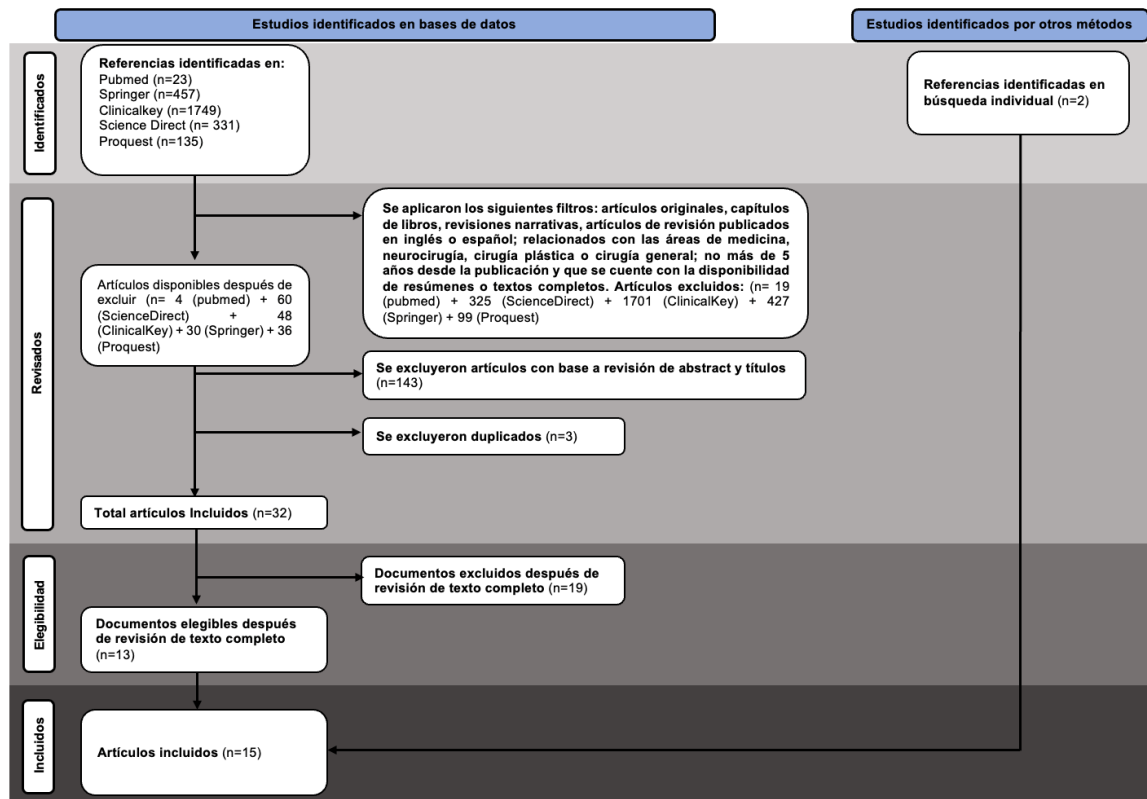 Estudios identificados en bases de datos
Estudios identificados por otros métodos
Identificados
Referencias identificadas en:
Pubmed (n=23)
Springer (n=457)
Clinicalkey (n=1749)
Science Direct (n= 331)
Proquest (n=135)
Referencias identificadas en
búsqueda individual (n=2)
Revisados
Se aplicaron los siguientes filtros: artículos originales, capítulos
de libros, revisiones narrativas, artículos de revisión publicados
en inglés o español; relacionados con las áreas de medicina,
neurocirugía, cirugía plástica o cirugía general; no más de 5
años desde la publicación y que se cuente con la disponibilidad
de resúmenes o textos completos. Artículos excluidos: (n= 19
(pubmed) + 325 (ScienceDirect) + 1701 (ClinicalKey) + 427
(Springer) + 99 (Proquest)
Artículos disponibles después de
excluir (n= 4 (pubmed) + 60
(ScienceDirect) + 48
(ClinicalKey) + 30 (Springer) + 36
(Proquest)
Se excluyeron artículos con base a revisión de abstract y títulos
(n=143)
Se excluyeron duplicados (n=3)
Total artículos Incluidos (n=32)
Elegibilidad
Documentos excluidos después de
revisión de texto completo (n=19)
Documentos elegibles después
de revisión de texto completo
(n=13)
Incluidos
Artículos incluidos (n=15)